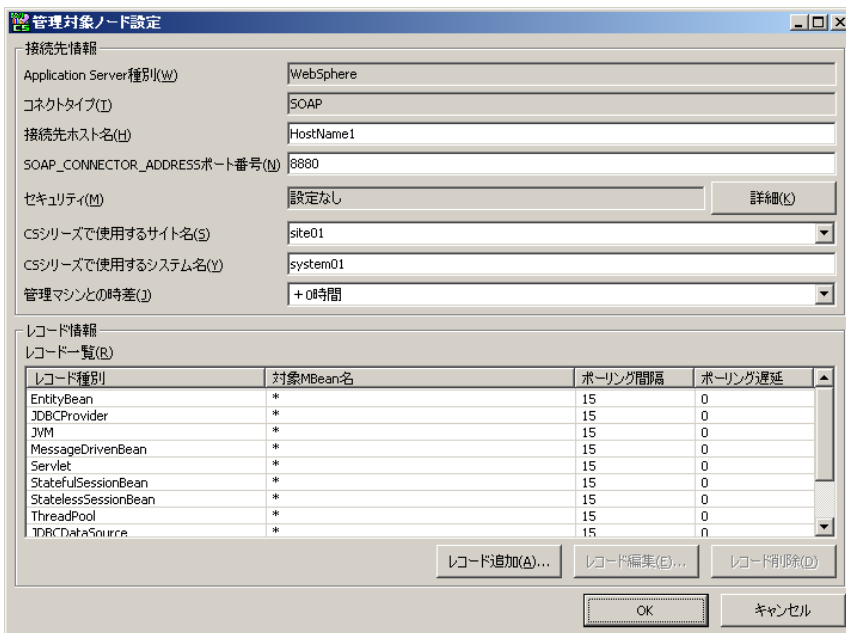 管理対象ノード設定
接続先情報
Application Server種別(W) WebSphere
コネクトタイプ(T) SOAP
接続先ホスト名(H) HostName1
SOAP_CONNECTOR_ADDRESSポート番号(N) 8880
セキュリティ(M) 設定なし 詳細(K)
CSシリーズで使用するサイト名(S) site01
CSシリーズで使用するシステム名(Y) system01
管理マシンとの時差(J) +0時間
レコード情報
レコード一覧(R)
レコード種別 対象MBean名 ポーリング間隔 ポーリング遅延
EntityBean * 15 0
JDBCProvider * 15 0
JVM * 15 0
MessageDrivenBean * 15 0
Servlet * 15 0
StatefulSessionBean * 15 0
StatelessSessionBean * 15 0
ThreadPool * 15 0
JDBCDataSource * 15 0
レコード追加(A)... レコード編集(E)... レコード削除(D)
OK キャンセル